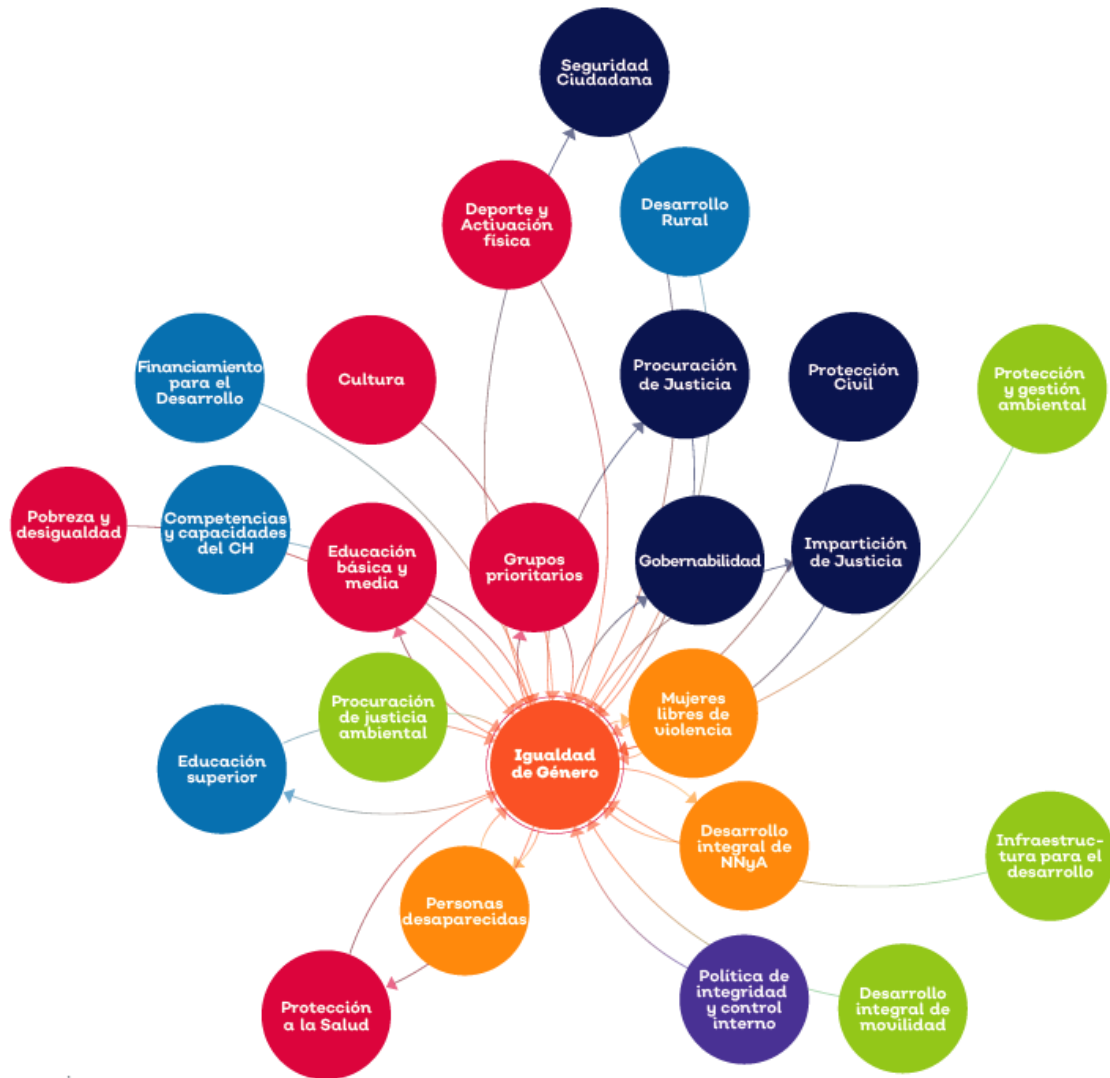 Seguridad
Ciudadana
Deporte y
Activación
física
Desarrollo
Rural
Financiamiento
para el
Desarrollo
Cultura
Procuración
de Justicia
Protección
Civil
Protección
y gestión
ambiental
Pobreza y
desigualdad
Competencias
y capacidades
del CH
Educación
básica y
media
Grupos
prioritarios
Gobernabilidad
Impartición
de Justicia
Procuración
de justicia
ambiental
Mujeres
libres de
violencia
Educación
superior
Igualdad
de Género
Desarrollo
integral de
NNyA
Infraestruc-
tura para el
desarrollo
Personas
desaparecidas
Protección
a la Salud
Política de
integridad
y control
interno
Desarrollo
integral de
movilidad